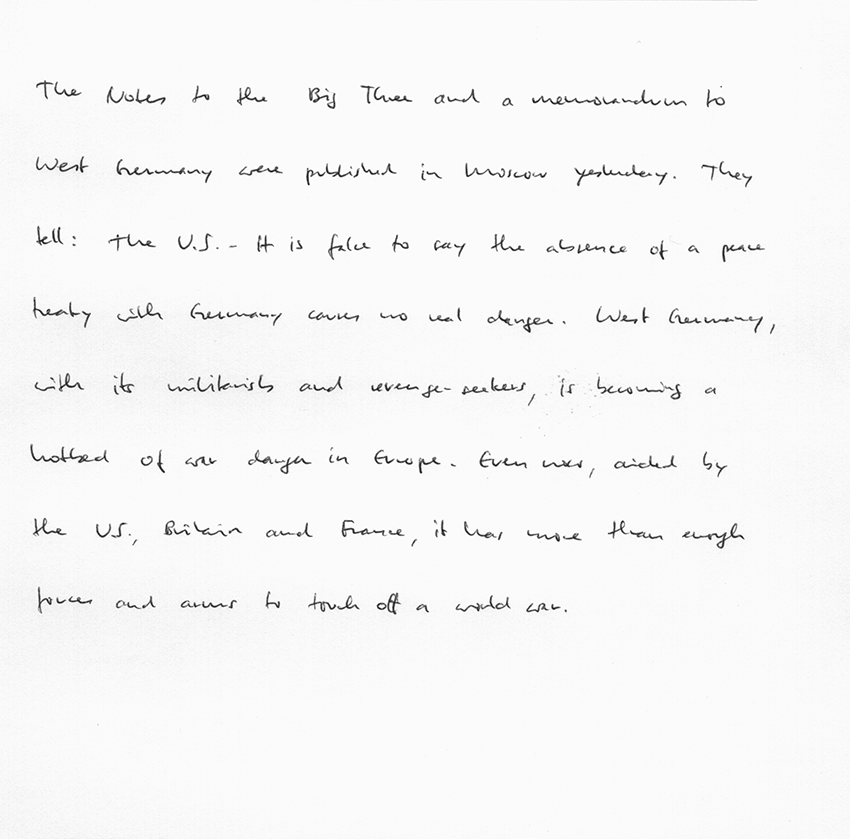 The Notes to the Big Three and a memorandum to
West Germany were published in Moscow yesterday. They
tell: The U.S. - It is false to say the absence of a peace
treaty with Germany causes no real danger. West Germany,
with its militarists and revenge-seekers, is becoming a
hotbed of war danger in Europe. Even now, aided by
the U.S., Britain and France, it has more than enough
forces and arms to touch off a world war.